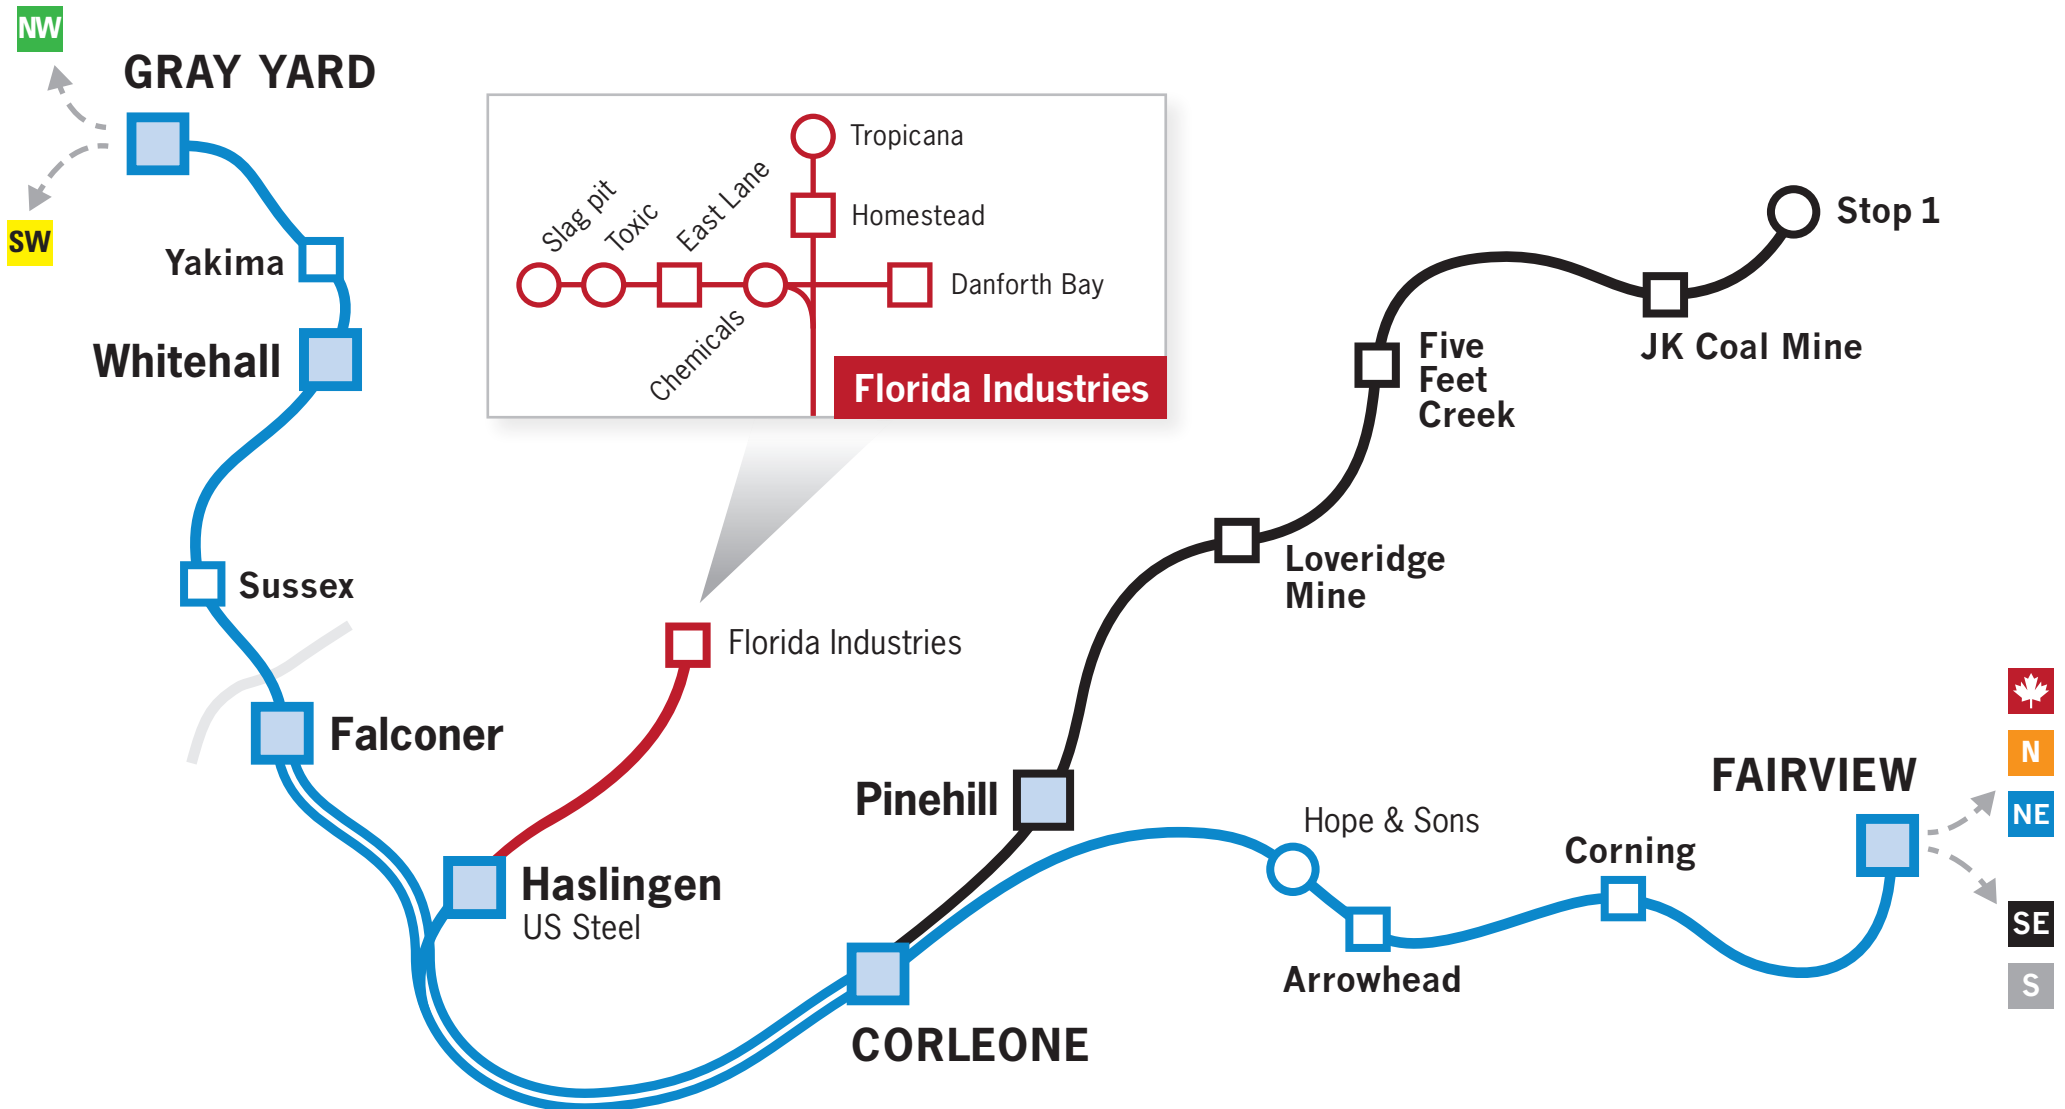 NW
GRAY YARD
SW
Yakima
Whitehall
Sussex
Falconer
Tropicana
Homestead
Slag pit
Toxic
East Lane
Chemicals
Danforth Bay
Florida Industries
Florida Industries
Haslingen
US Steel
Stop 1
JK Coal Mine
Five
Feet
Creek
Loveridge
Mine
Pinehill
CORLEONE
Hope & Sons
Arrowhead
Corning
FAIRVIEW
N
NE
SE
S